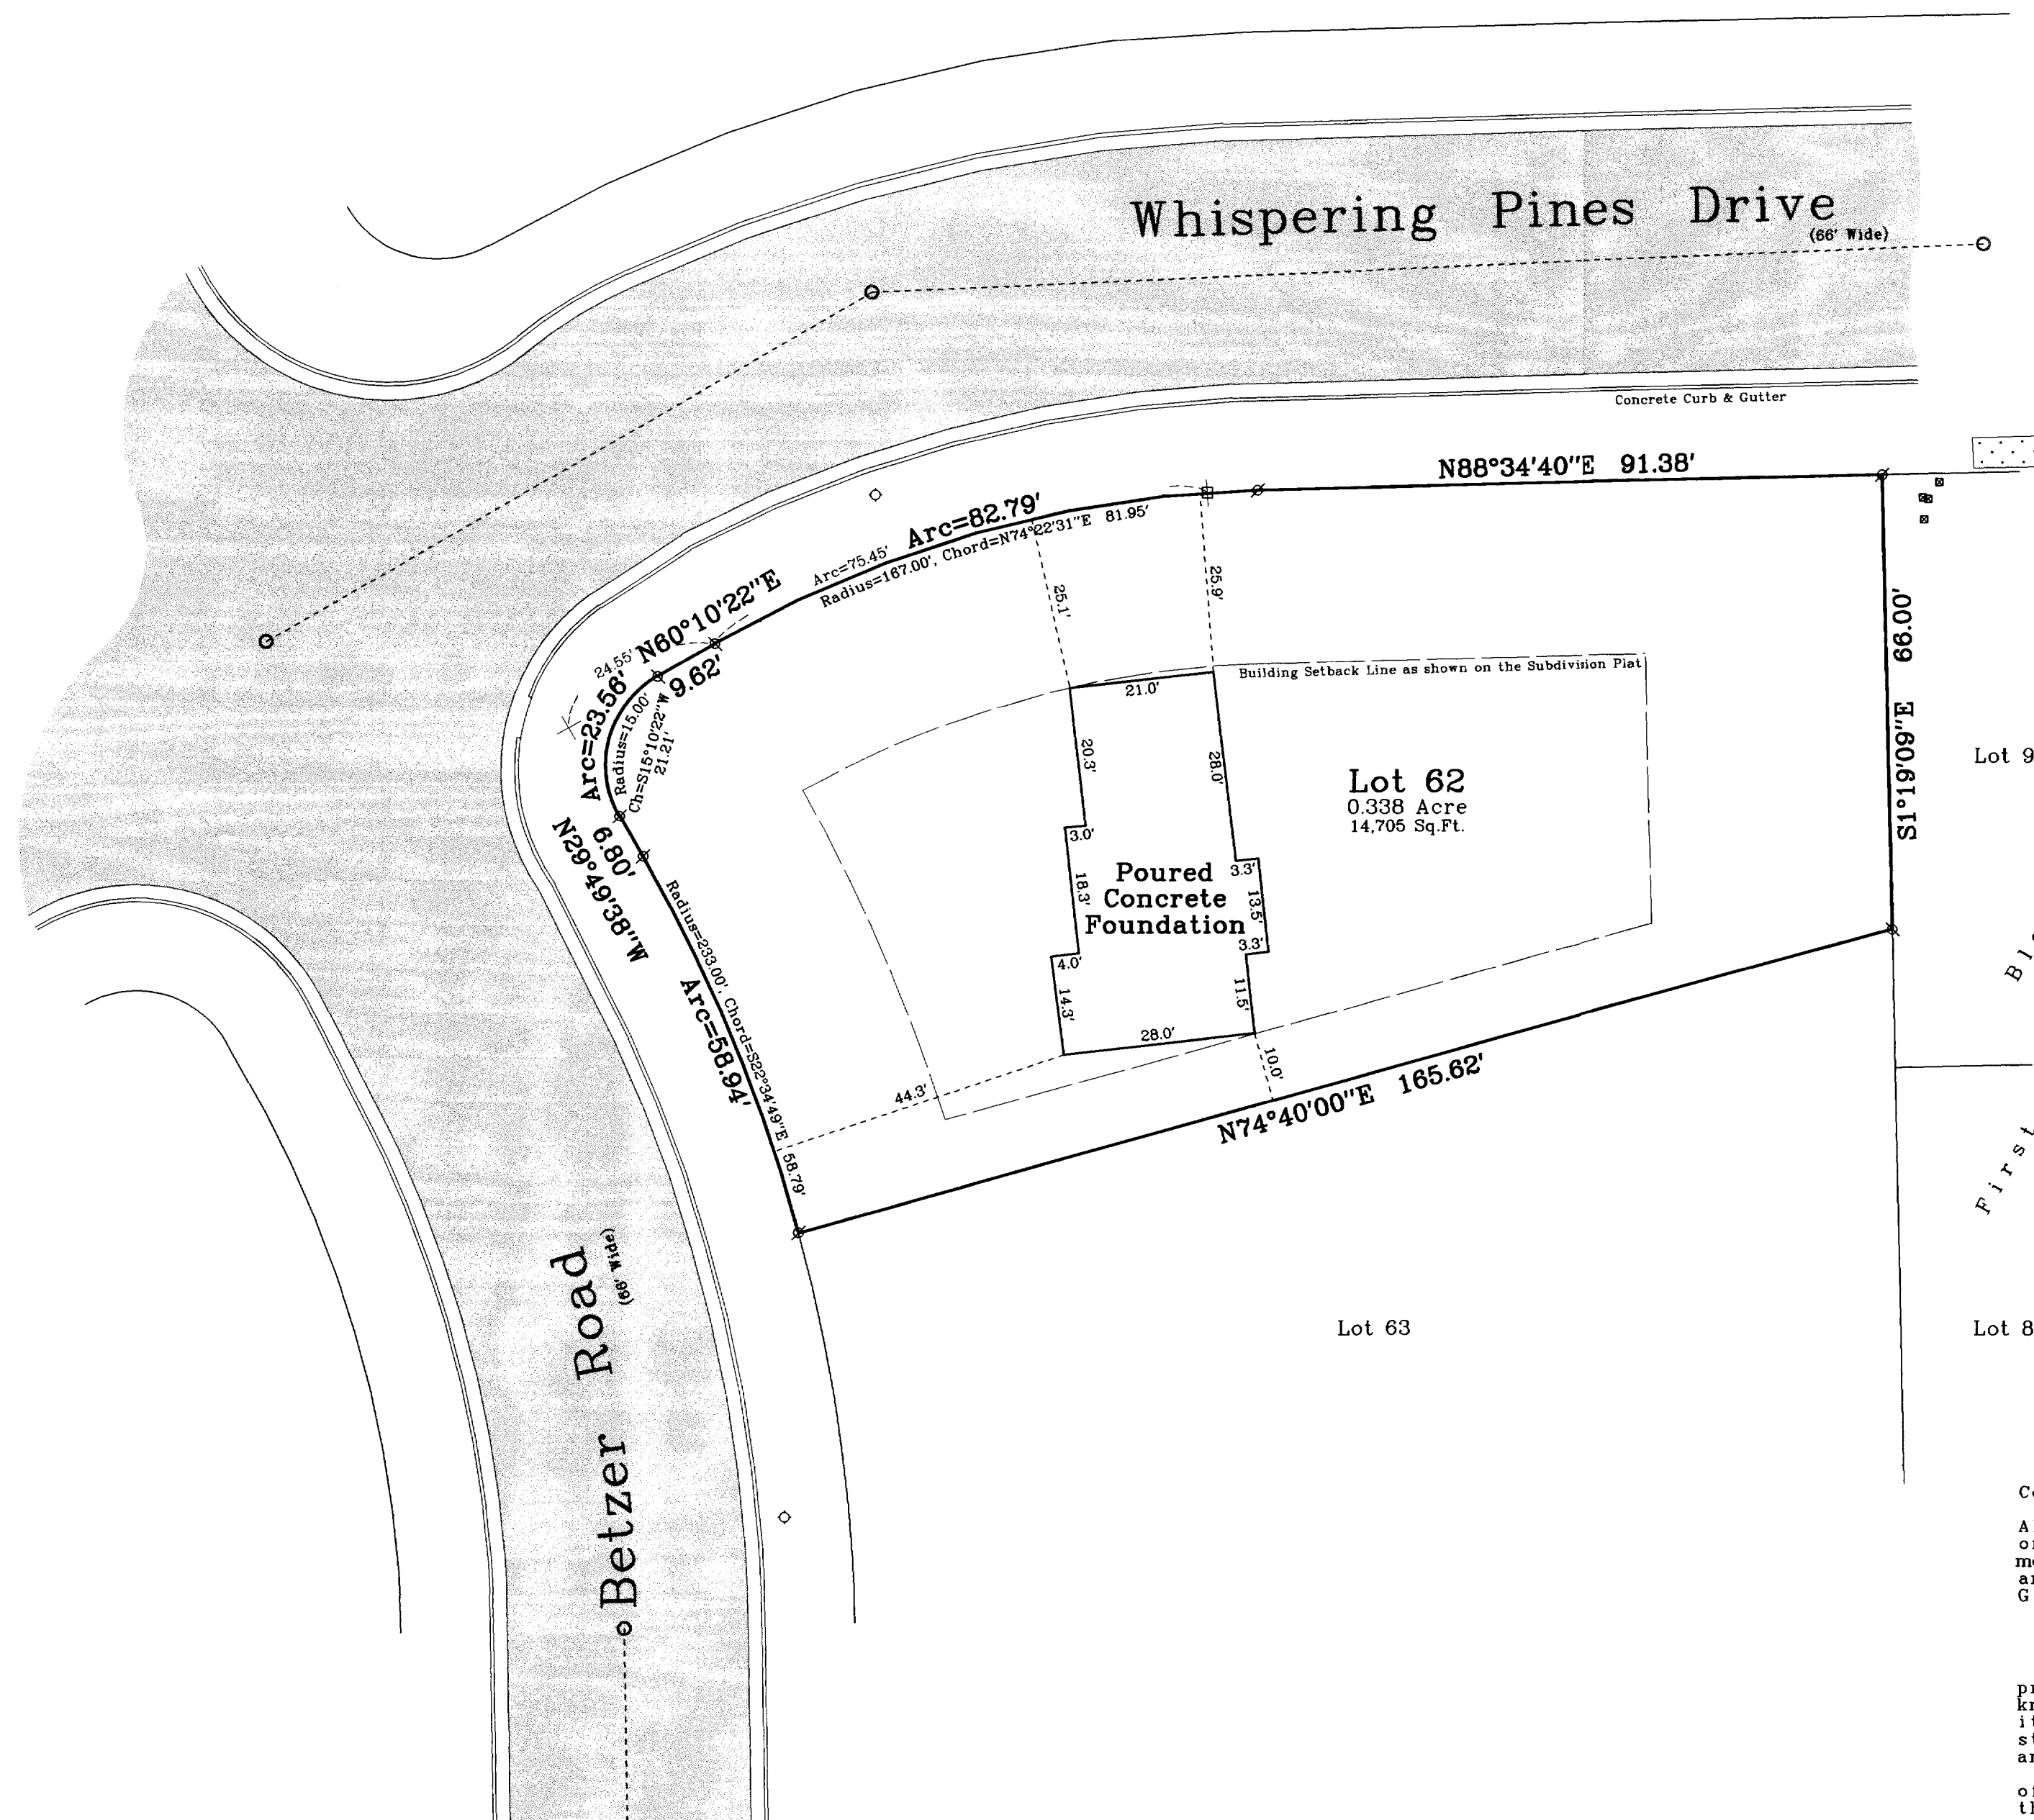 Whispering Pines Drive
(66' Wide)
Concrete Curb & Gutter
N88°34'40"E 91.38'
Arc=82.79'
Arc=75.45'
Radius=167.00', Chord=N74°22'31"E 81.95'
N60°10'22"E
9.62'
24.55'
Arc=23.56'
Radius=15.00'
Ch=S15°10'22"W
21.21'
6.80'
N29°49'38"W
Radius=233.00', Chord=S22°34'49"E 58.79'
Arc=58.94'
25.1'
25.9'
Building Setback Line as shown on the Subdivision Plat
21.0'
20.3'
28.0'
3.0'
18.3'
3.3'
13.5'
3.3'
4.0'
14.3'
11.5'
28.0'
10.0'
44.3'
Poured
Concrete
Foundation
Lot 62
0.338 Acre
14,705 Sq.Ft.
S1°19'09"E 66.00'
N74°40'00"E 165.62'
Lot 9
First
Lot 63
Lot 8
Betzer Road
(66' Wide)